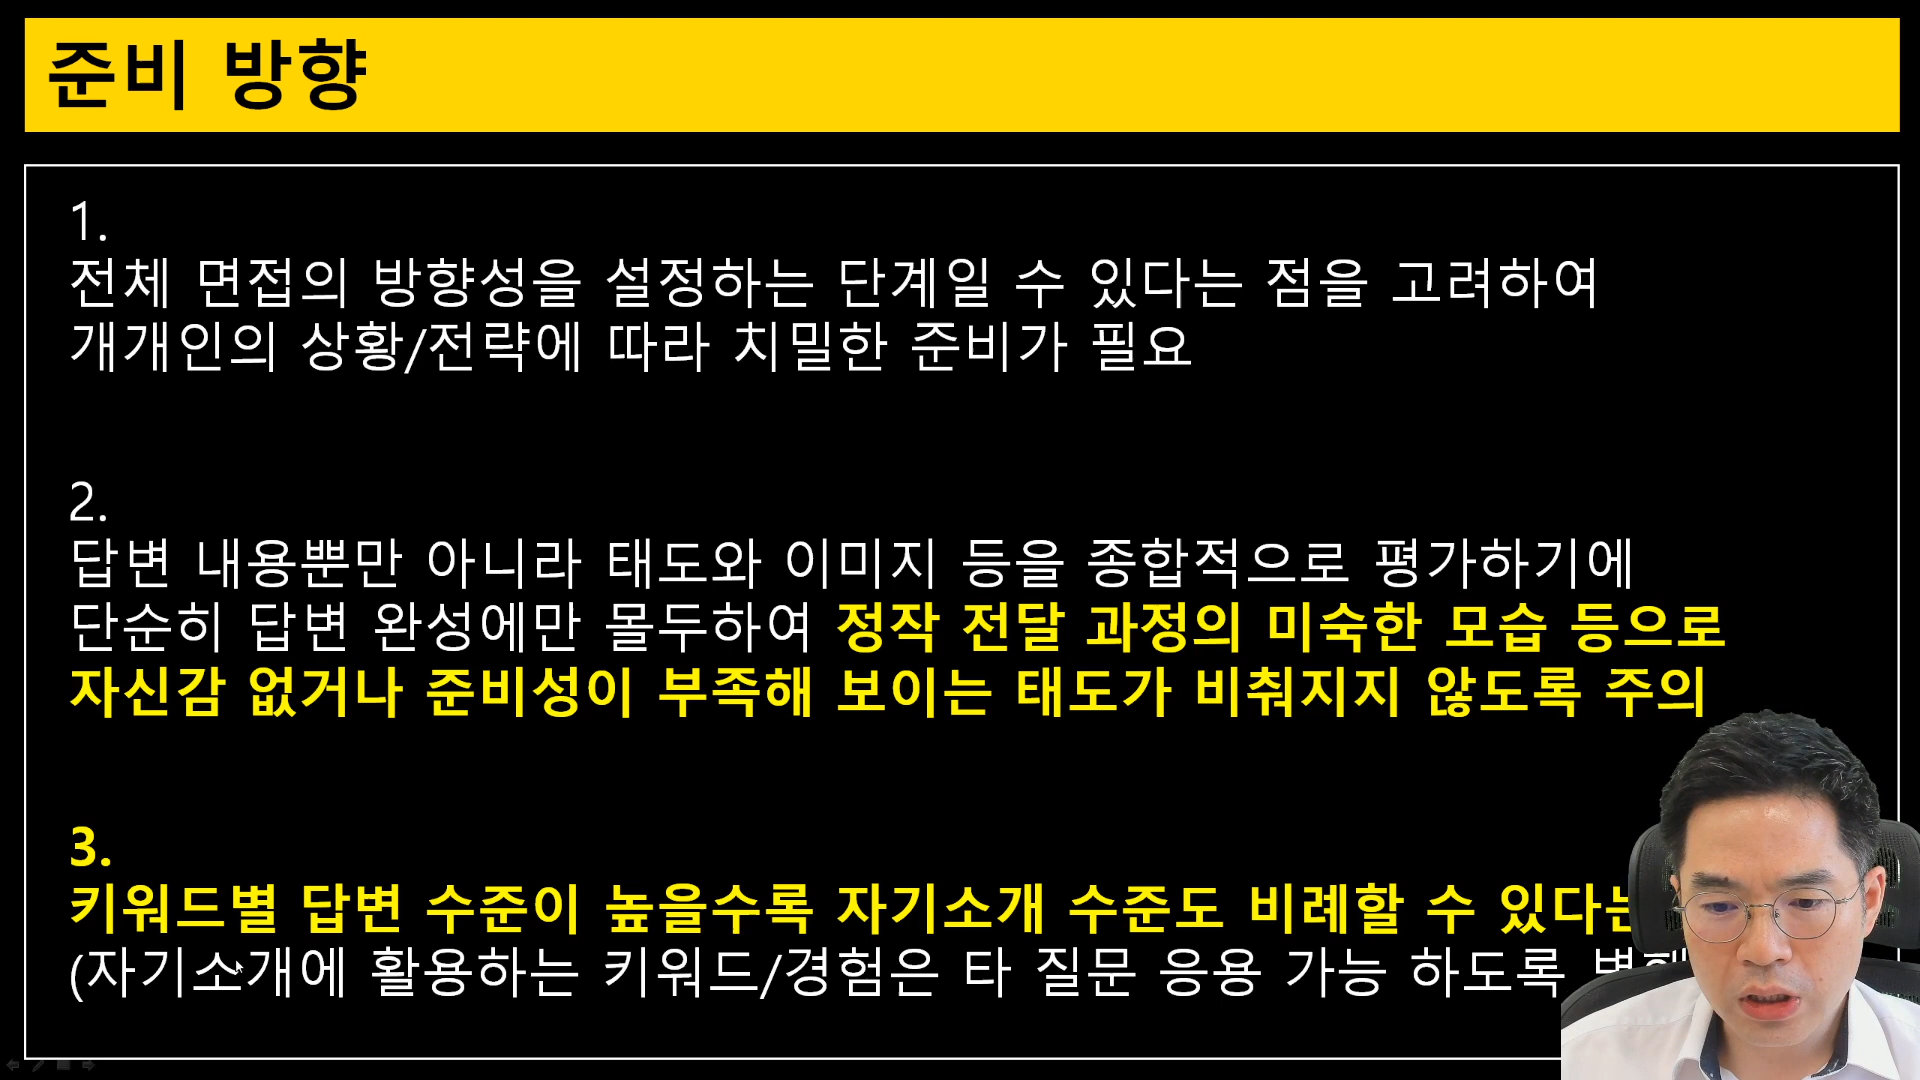 준비 방향
1.
전체 면접의 방향성을 설정하는 단계일 수 있다는 점을 고려하여
개개인의 상황/전략에 따라 치밀한 준비가 필요
2.
답변 내용뿐만 아니라 태도와 이미지 등을 종합적으로 평가하기에
단순히 답변 완성에만 몰두하여 정작 전달 과정의 미숙한 모습 등으로
자신감 없거나 준비성이 부족해 보이는 태도가 비춰지지 않도록 주의
3.
키워드별 답변 수준이 높을수록 자기소개 수준도 비례할 수 있다는
(자기소개에 활용하는 키워드/경험은 타 질문 응용 가능 하도록